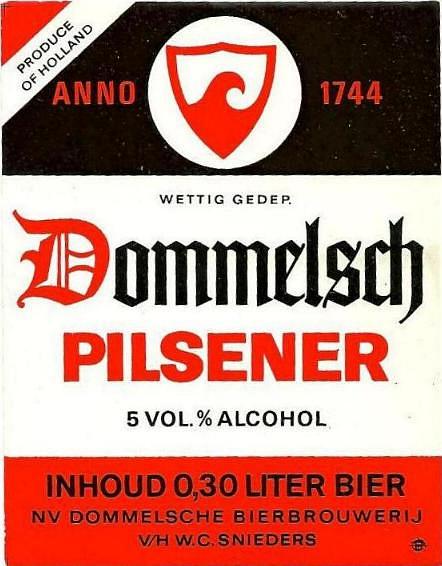 PRODUCE
OF HOLLAND
ANNO 1744
WETTIG GEDEP.
Dommelsch
PILSENER
5 VOL.% ALCOHOL
INHOUD 0,30 LITER BIER
NV DOMMELSCHE BIERBROUWERIJ
V/H W.C. SNIEDERS